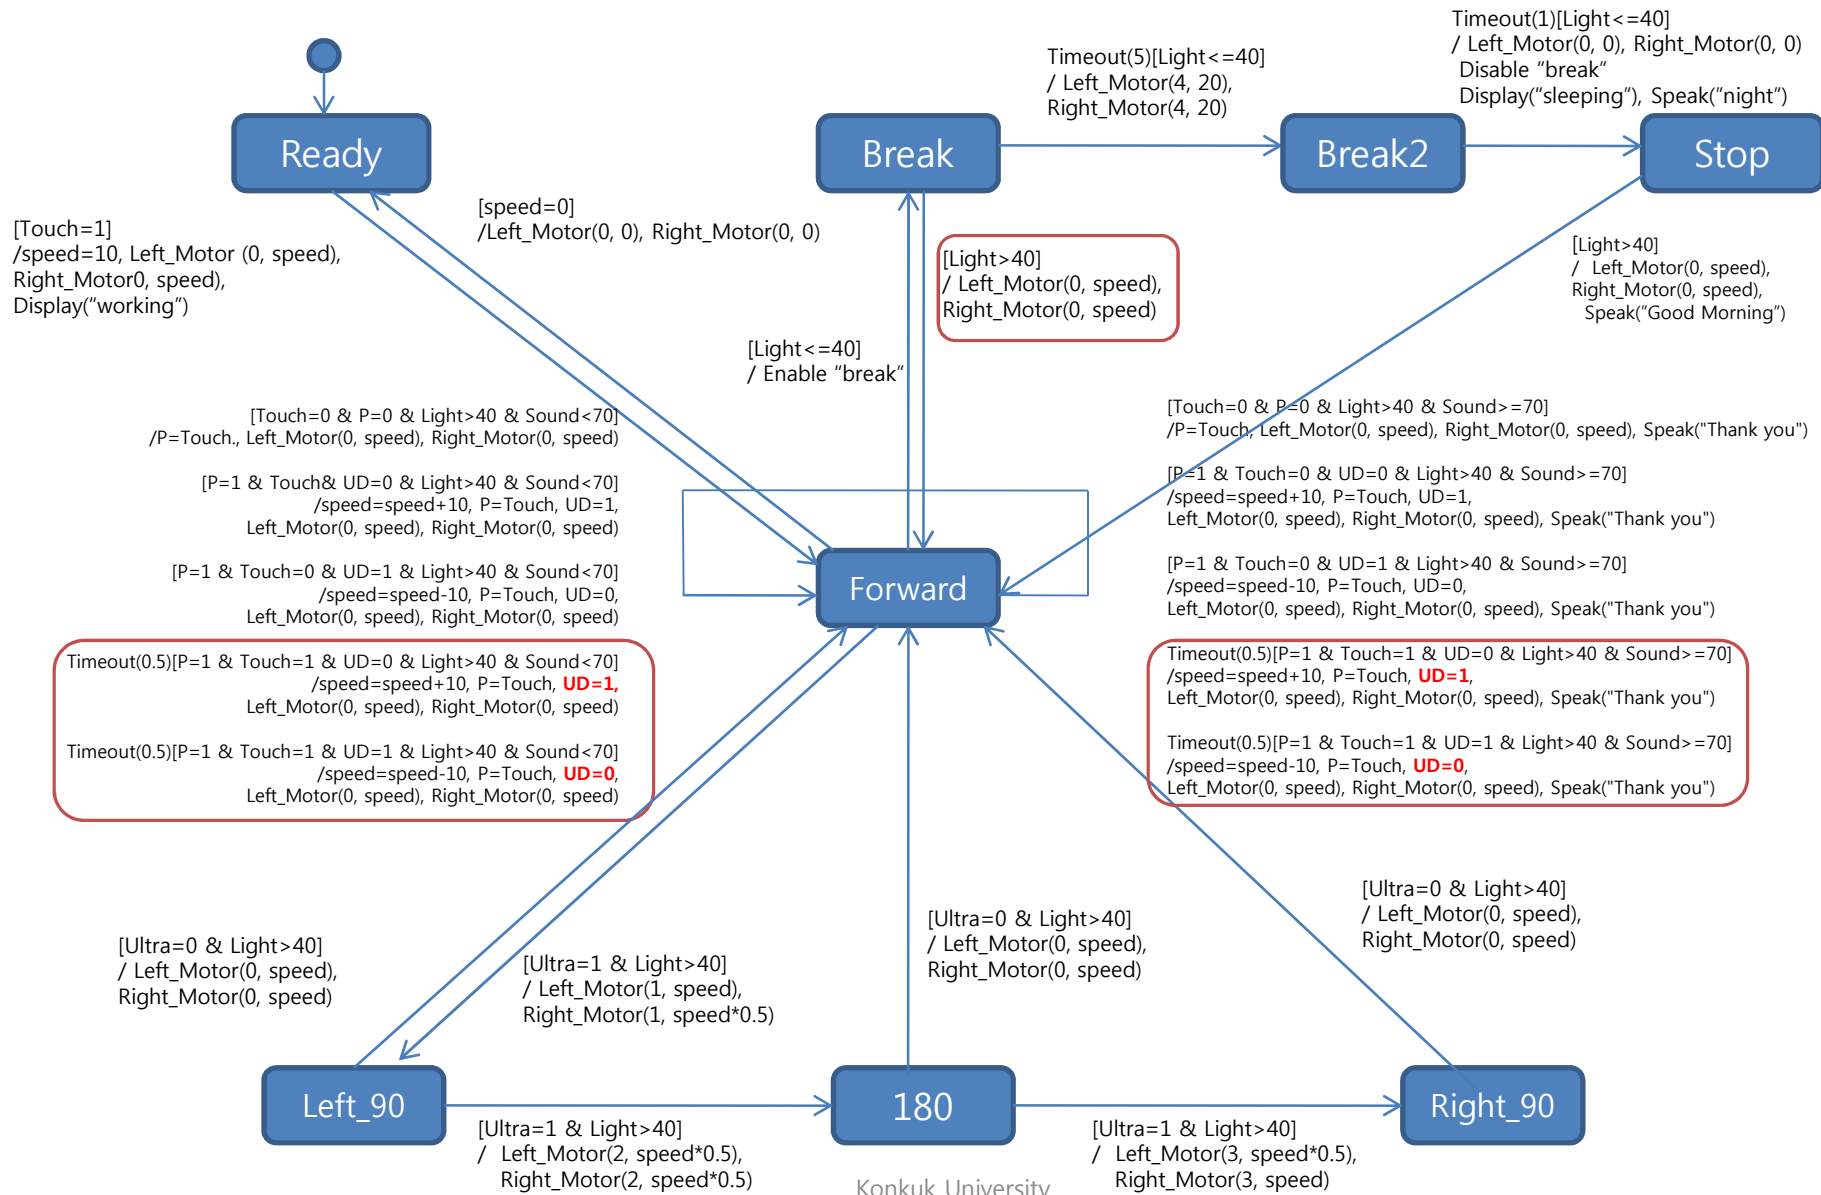 Timeout(1)[Light<=40]
/ Left_Motor(0, 0), Right_Motor(0, 0)
Disable “break”
Display(“sleeping”), Speak(“night”)
Timeout(5)[Light<=40]
/ Left_Motor(4, 20),
Right_Motor(4, 20)
Ready
Break
Break2
Stop
[Touch=1]
/speed=10, Left_Motor (0, speed),
Right_Motor0, speed),
Display(“working”)
[speed=0]
/Left_Motor(0, 0), Right_Motor(0, 0)
[Light>40]
/ Left_Motor(0, speed),
Right_Motor(0, speed)
[Light>40]
/ Left_Motor(0, speed),
Right_Motor(0, speed),
Speak(“Good Morning”)
[Light<=40]
/ Enable “break”
[Touch=0 & P=0 & Light>40 & Sound<70]
/P=Touch., Left_Motor(0, speed), Right_Motor(0, speed)
[P=1 & Touch& UD=0 & Light>40 & Sound<70]
/speed=speed+10, P=Touch, UD=1,
Left_Motor(0, speed), Right_Motor(0, speed)
[P=1 & Touch=0 & UD=1 & Light>40 & Sound<70]
/speed=speed-10, P=Touch, UD=0,
Left_Motor(0, speed), Right_Motor(0, speed)
Timeout(0.5)[P=1 & Touch=1 & UD=0 & Light>40 & Sound<70]
/speed=speed+10, P=Touch, UD=1,
Left_Motor(0, speed), Right_Motor(0, speed)
Timeout(0.5)[P=1 & Touch=1 & UD=1 & Light>40 & Sound<70]
/speed=speed-10, P=Touch, UD=0,
Left_Motor(0, speed), Right_Motor(0, speed)
Forward
[Touch=0 & P=0 & Light>40 & Sound>=70]
/P=Touch, Left_Motor(0, speed), Right_Motor(0, speed), Speak("Thank you")
[P=1 & Touch=0 & UD=0 & Light>40 & Sound>=70]
/speed=speed+10, P=Touch, UD=1,
Left_Motor(0, speed), Right_Motor(0, speed), Speak("Thank you")
[P=1 & Touch=0 & UD=1 & Light>40 & Sound>=70]
/speed=speed-10, P=Touch, UD=0,
Left_Motor(0, speed), Right_Motor(0, speed), Speak("Thank you")
Timeout(0.5)[P=1 & Touch=1 & UD=0 & Light>40 & Sound>=70]
/speed=speed+10, P=Touch, UD=1,
Left_Motor(0, speed), Right_Motor(0, speed), Speak("Thank you")
Timeout(0.5)[P=1 & Touch=1 & UD=1 & Light>40 & Sound>=70]
/speed=speed-10, P=Touch, UD=0,
Left_Motor(0, speed), Right_Motor(0, speed), Speak("Thank you")
[Ultra=0 & Light>40]
/ Left_Motor(0, speed),
Right_Motor(0, speed)
[Ultra=1 & Light>40]
/ Left_Motor(1, speed),
Right_Motor(1, speed*0.5)
[Ultra=0 & Light>40]
/ Left_Motor(0, speed),
Right_Motor(0, speed)
[Ultra=0 & Light>40]
/ Left_Motor(0, speed),
Right_Motor(0, speed)
Left_90
180
Right_90
[Ultra=1 & Light>40]
/ Left_Motor(2, speed*0.5),
Right_Motor(2, speed*0.5)
[Ultra=1 & Light>40]
/ Left_Motor(3, speed*0.5),
Right_Motor(3, speed)
Konkuk University